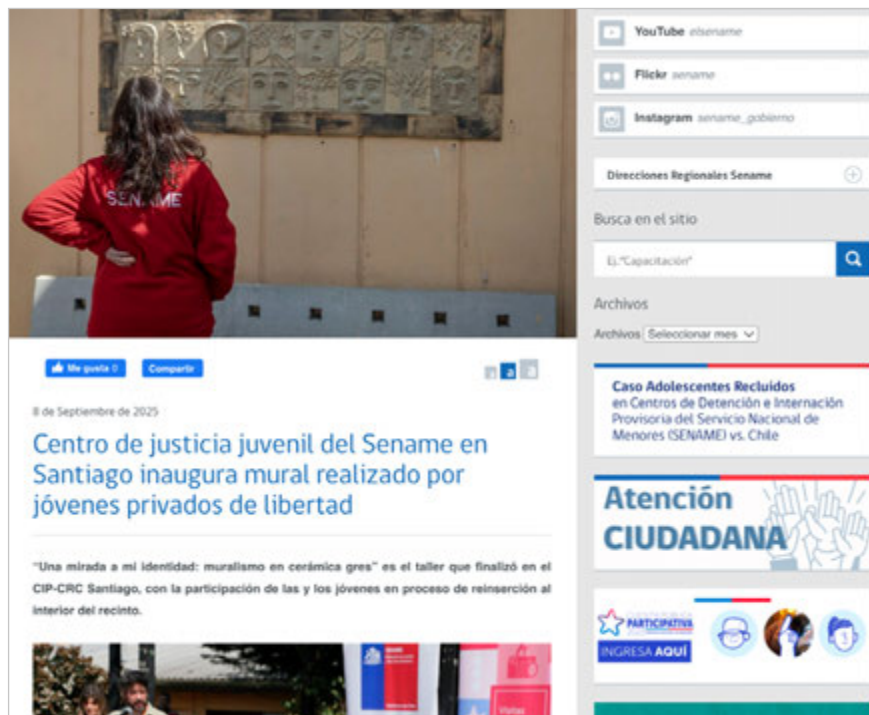 SENAME
Me gusta 0
Compartir
a
a
a
8 de Septiembre de 2025
Centro de justicia juvenil del Sename en
Santiago inaugura mural realizado por
jóvenes privados de libertad
"Una mirada a mi identidad: muralismo en cerámica gres" es el taller que finalizó en el
CIP-CRC Santiago, con la participación de las y los jóvenes en proceso de reinserción al
interior del recinto.
Visitas
YouTube elsename
Flickr sename
Instagram sename_gobierno
Direcciones Regionales Sename
Busca en el sitio
Ej. "Capacitación"
Archivos
Archivos Seleccionar mes
Caso Adolescentes Recluidos
en Centros de Detención e Internación
Provisoria del Servicio Nacional de
Menores (SENAME) vs. Chile
Atención
CIUDADANA
PARTICIPATIVA
INGRESA AQUÍ